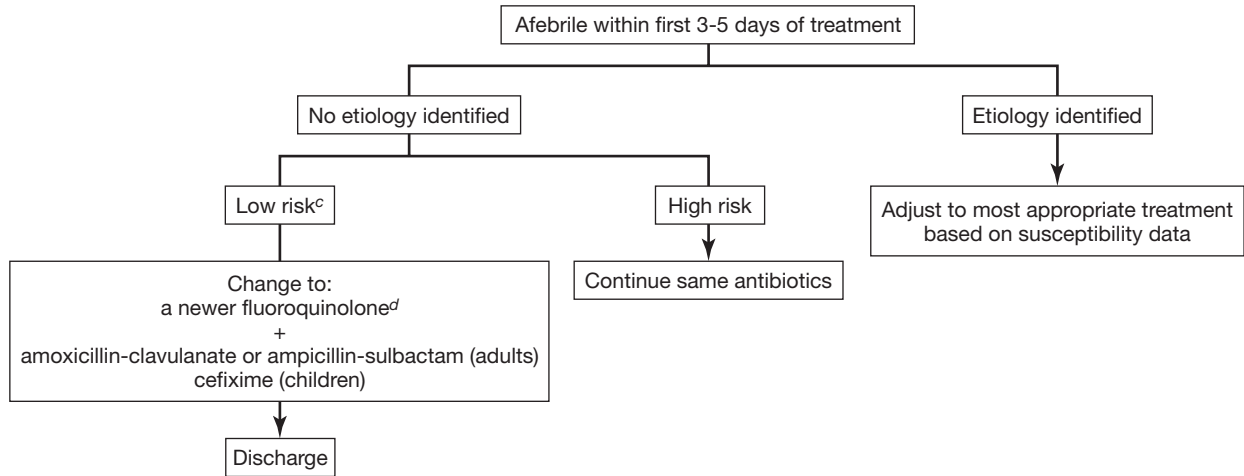 Afebrile within first 3-5 days of treatment
No etiology identified
Etiology identified
Low riskc
High risk
Adjust to most appropriate treatment
based on susceptibility data
Change to:
a newer fluoroquinoloned
+
amoxicillin-clavulanate or ampicillin-sulbactam (adults)
cefixime (children)
Continue same antibiotics
Discharge